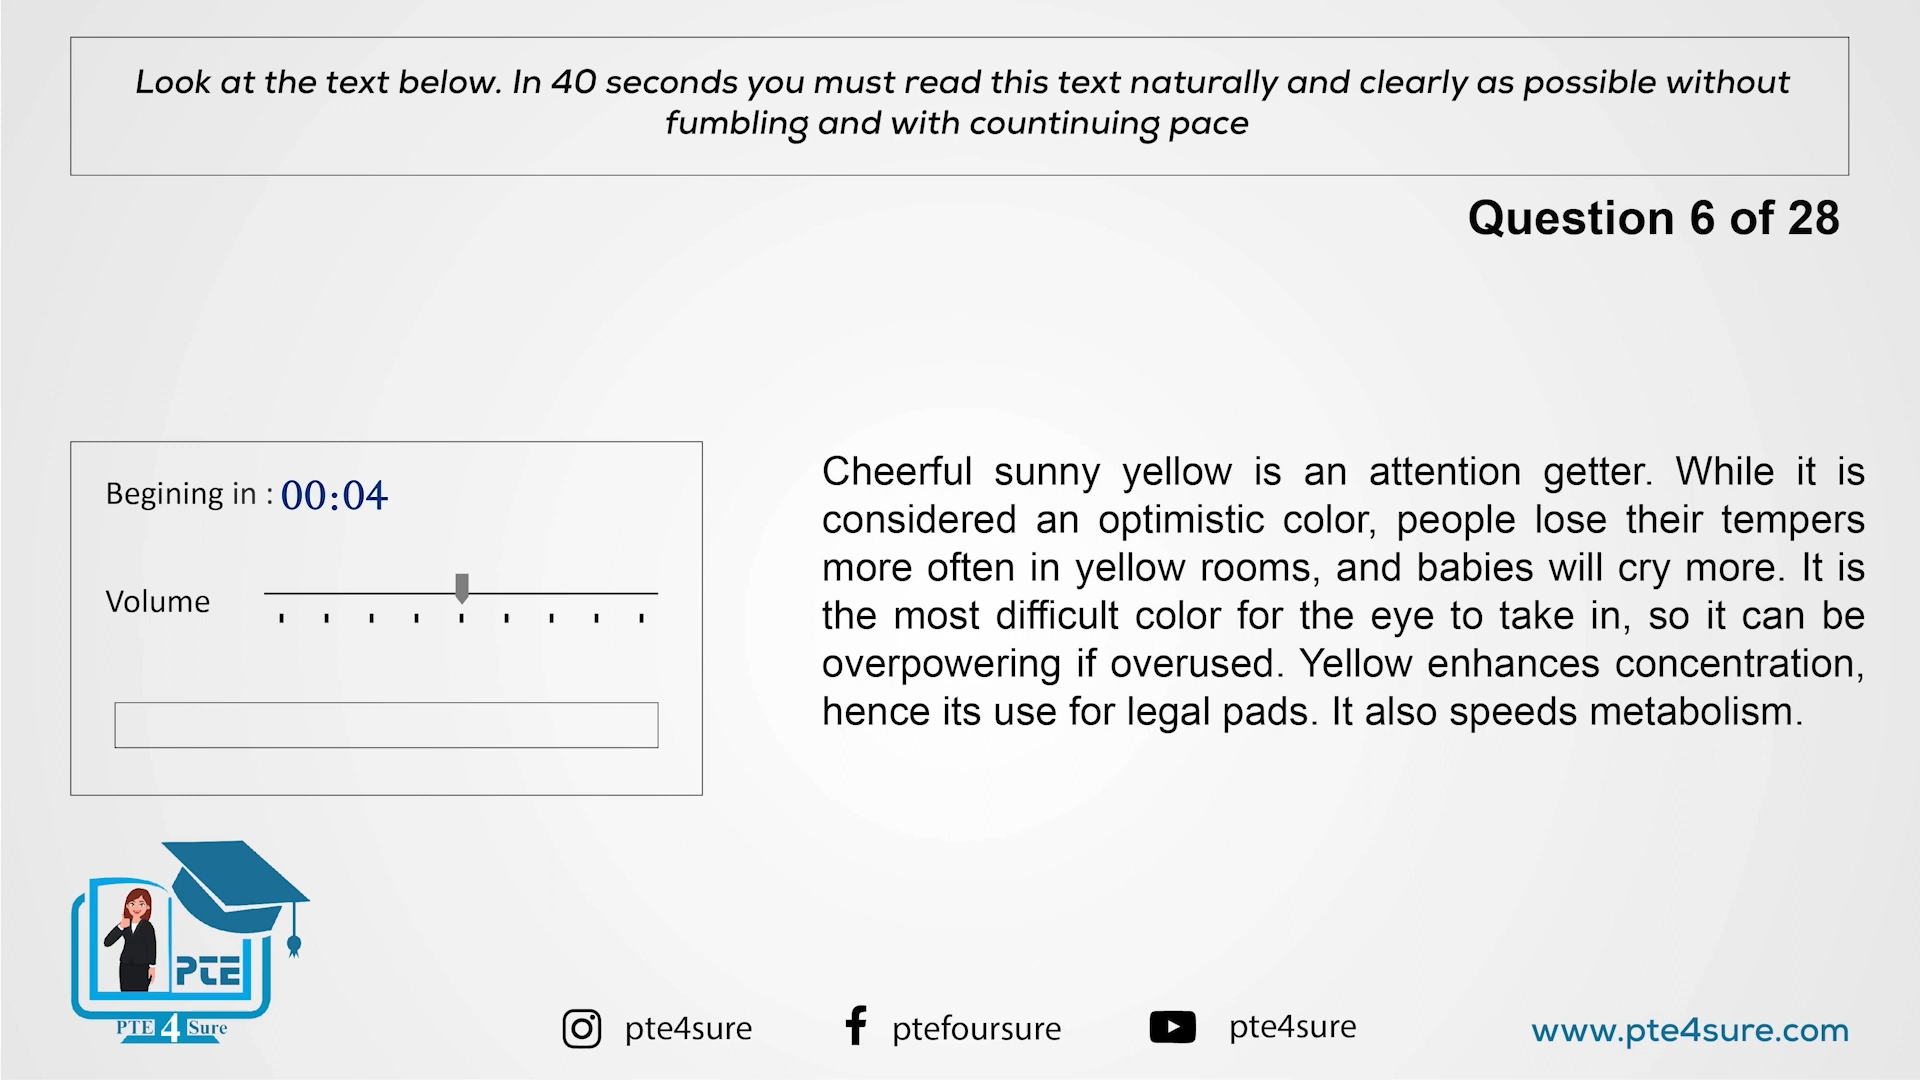 Look at the text below. In 40 seconds you must read this text naturally and clearly as possible without
fumbling and with countinuing pace
Question 6 of 28
Begining in : 00:04
Volume
Cheerful sunny yellow is an attention getter. While it is
considered an optimistic color, people lose their tempers
more often in yellow rooms, and babies will cry more. It is
the most difficult color for the eye to take in, so it can be
overpowering if overused. Yellow enhances concentration,
hence its use for legal pads. It also speeds metabolism.
PTE
PTE 4 Sure
pte4sure
ptefoursure
pte4sure
www.pte4sure.com